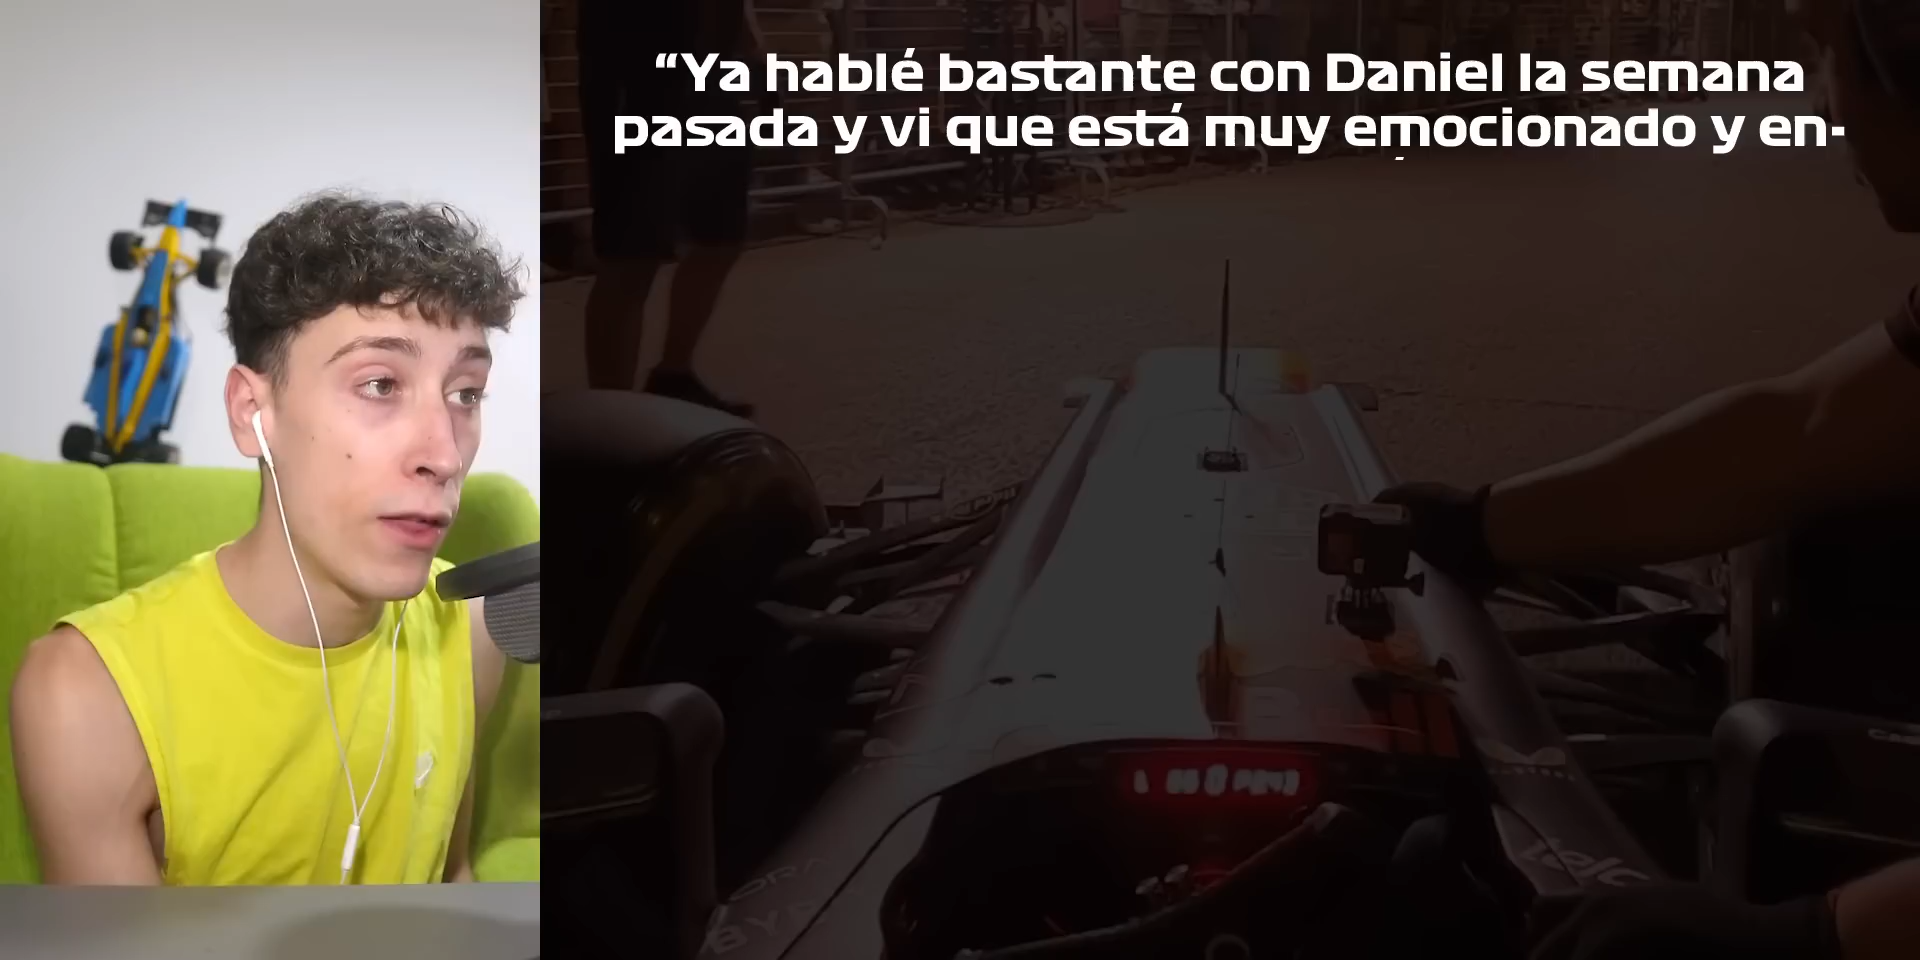 “Ya hablé bastante con Daniel la semana
pasada y vi que está muy emocionado y en-